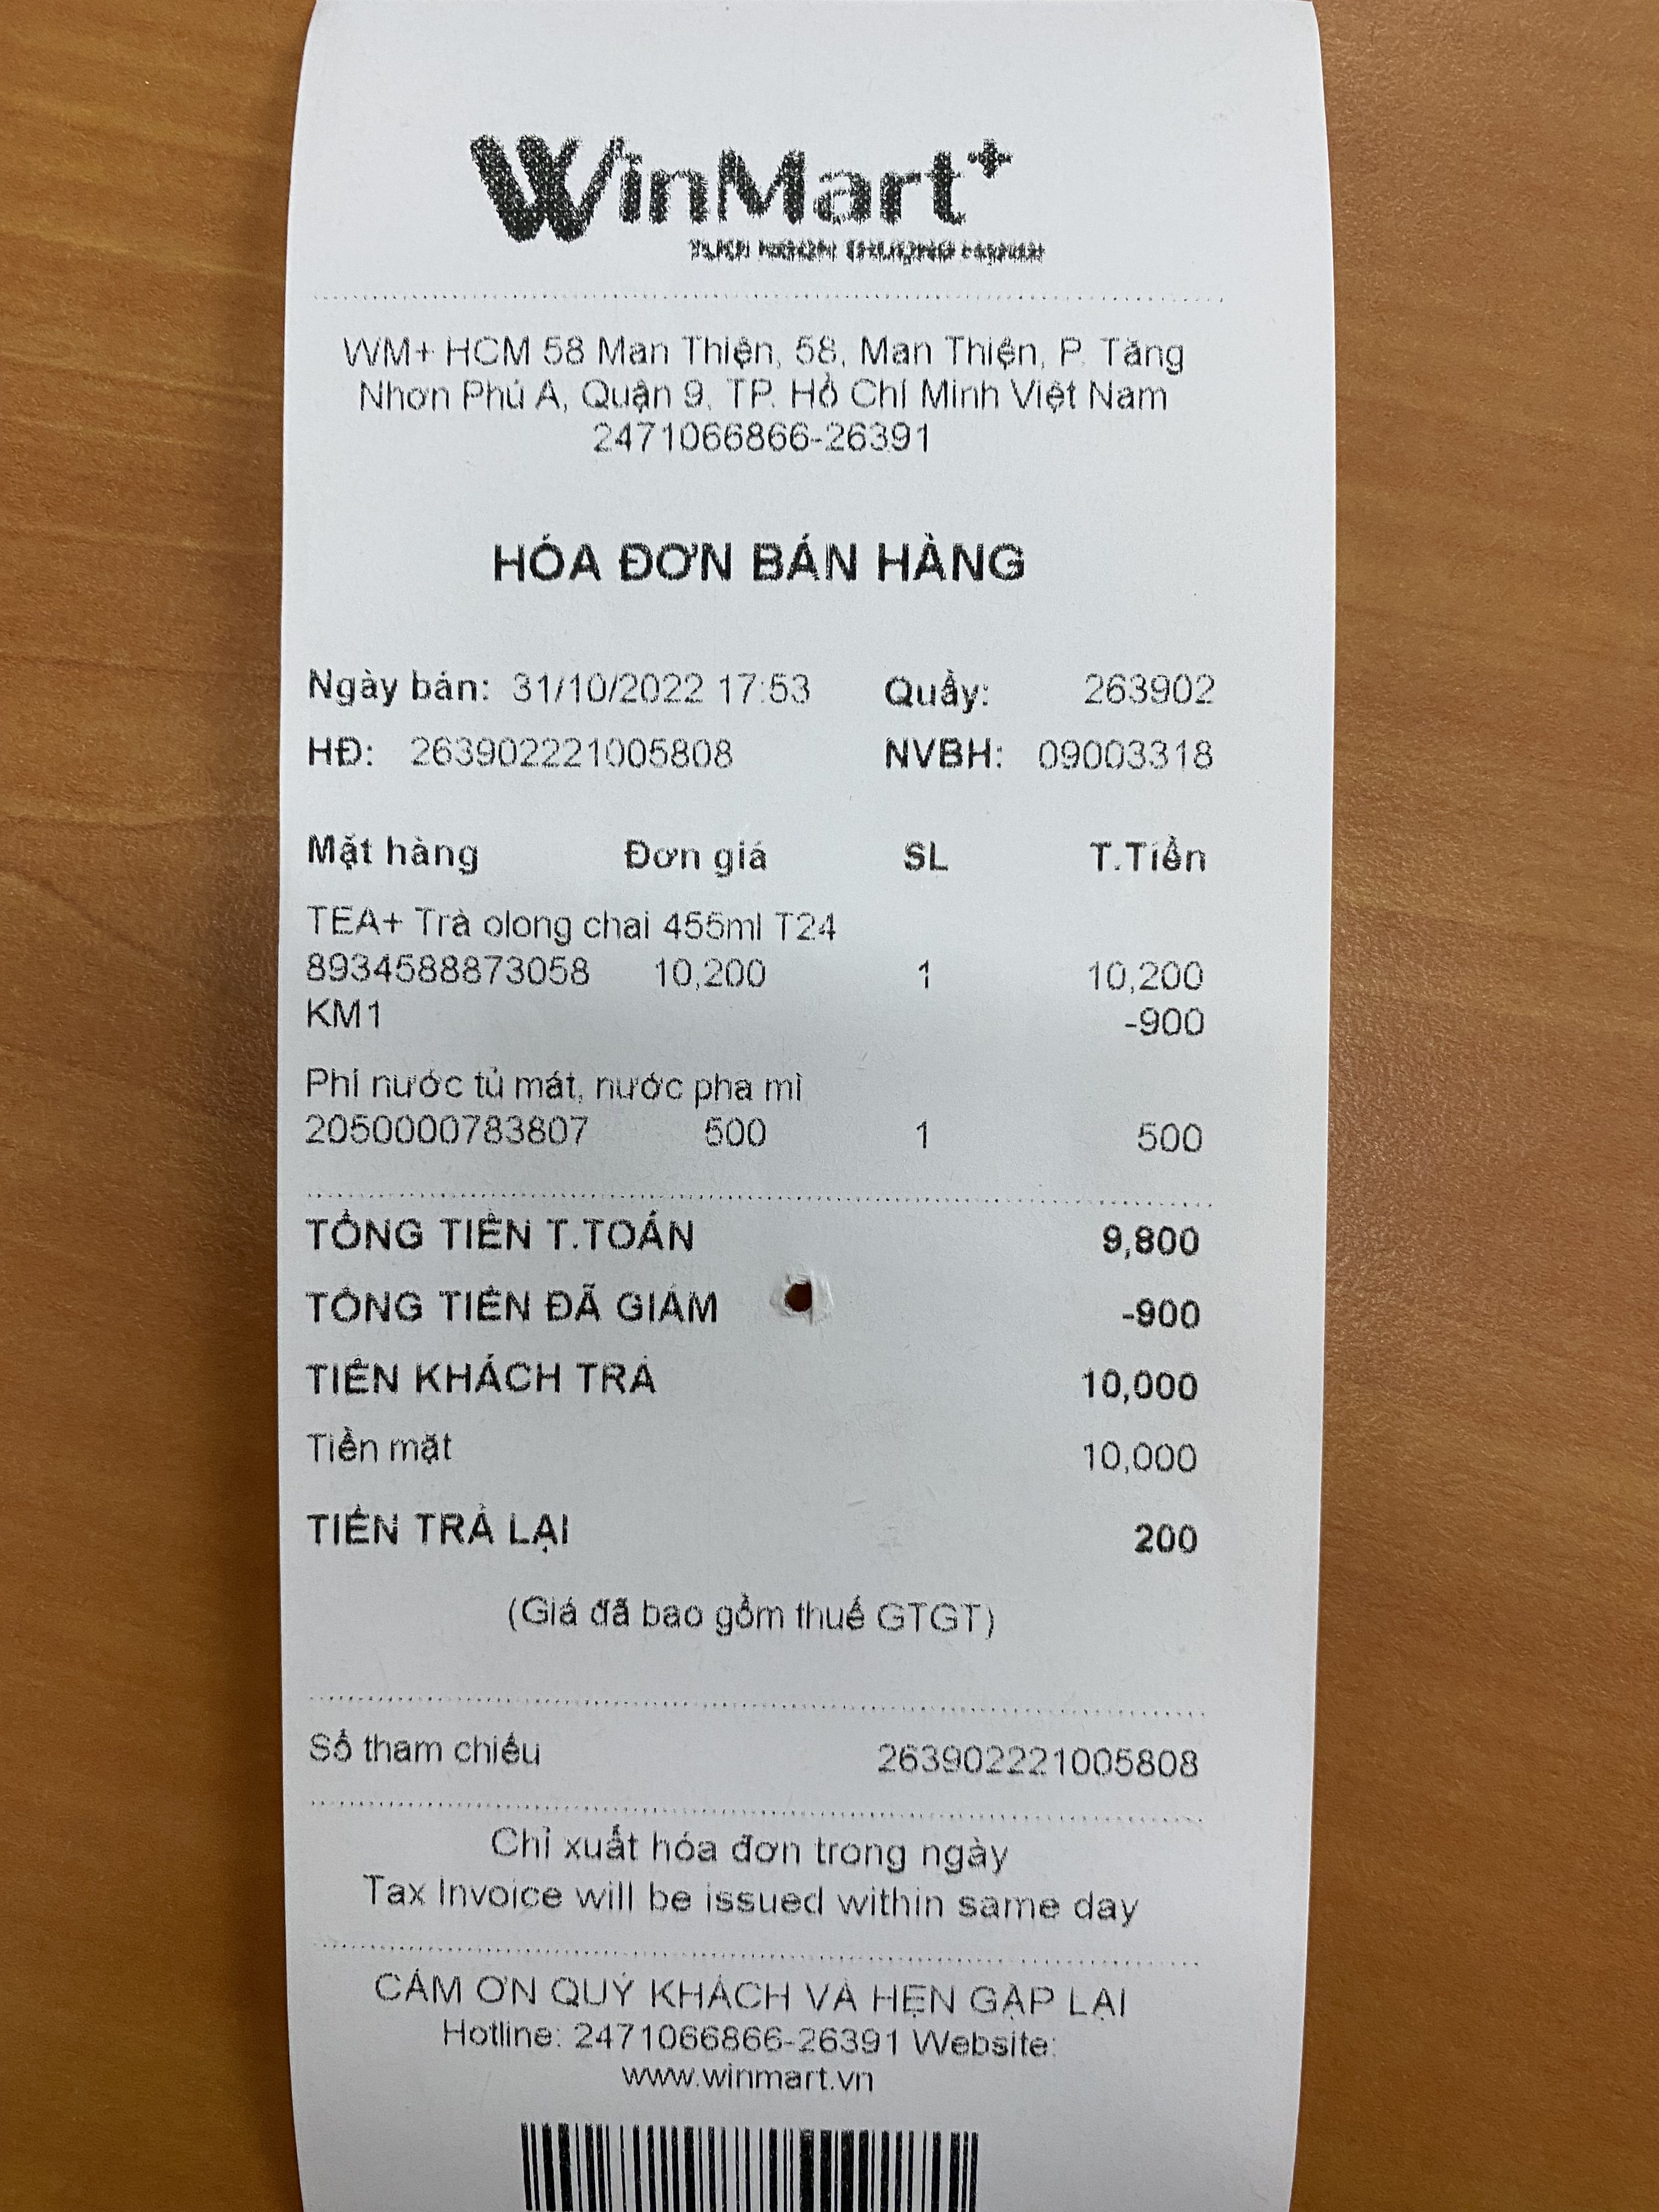 WinMart+
WM+ HCM 58 Man Thiện, 58, Man Thiện, P. Tăng
Nhơn Phú A, Quận 9, TP. Hồ Chí Minh Việt Nam
2471066866-26391
HÓA ĐƠN BÁN HÀNG
Ngày bán: 31/10/2022 17:53 Quầy: 263902
HĐ: 263902221005808 NVBH: 09003318
Mặt hàng Đơn giá SL T.Tiền
TEA+ Trà olong chai 455ml T24
8934588873058 10,200 1 10,200
KM1 -900
Phí nước tủ mát, nước pha mì
2050000783807 500 1 500
TỔNG TIỀN T.TOÁN 9,800
TỔNG TIỀN ĐÃ GIẢM -900
TIỀN KHÁCH TRẢ 10,000
Tiền mặt 10,000
TIỀN TRẢ LẠI 200
(Giá đã bao gồm thuế GTGT)
Số tham chiếu 263902221005808
Chỉ xuất hóa đơn trong ngày
Tax Invoice will be issued within same day
CẢM ƠN QUÝ KHÁCH VÀ HẸN GẶP LẠI
Hotline: 2471066866-26391 Website:
www.winmart.vn